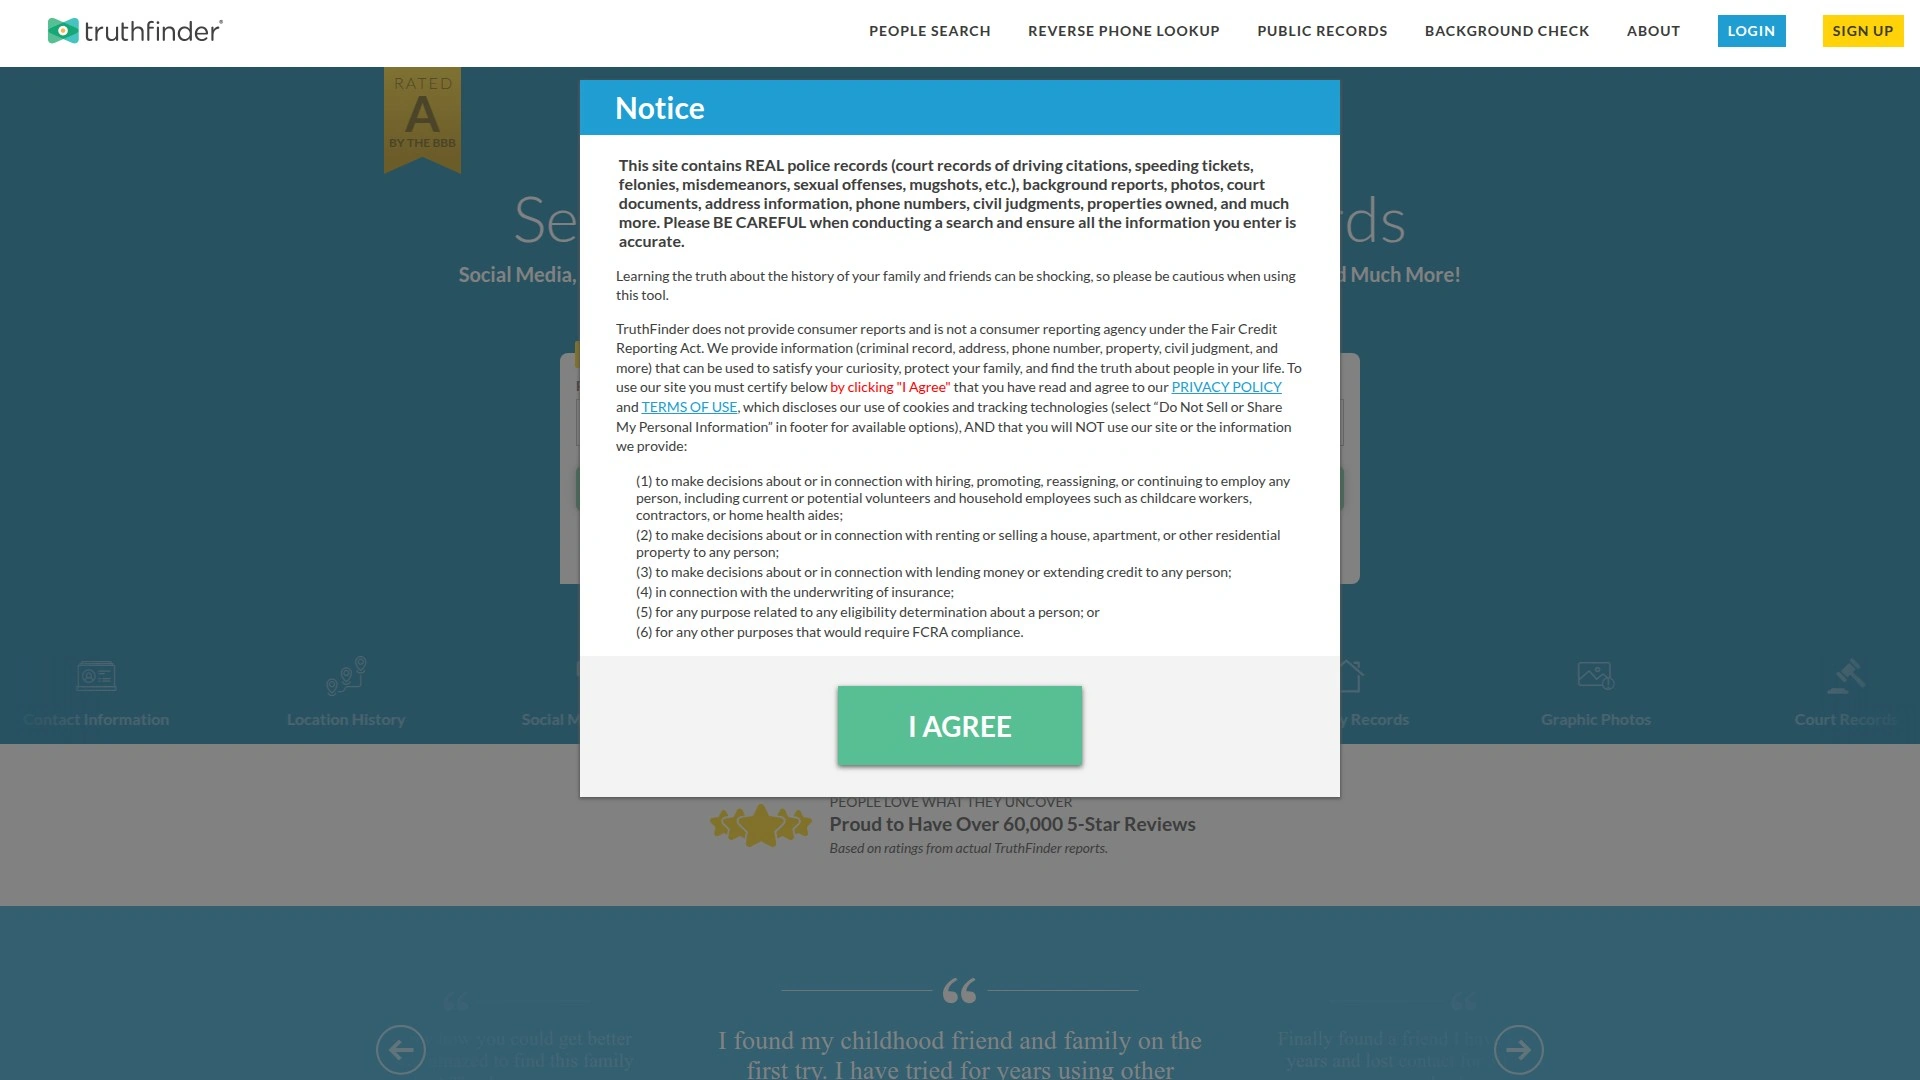 truthfinder
PEOPLE SEARCH
REVERSE PHONE LOOKUP
PUBLIC RECORDS
BACKGROUND CHECK
ABOUT
LOGIN
SIGN UP
RATED
A
BY THE BBB
Notice
This site contains REAL police records (court records of driving citations, speeding tickets,
felonies, misdemeanors, sexual offenses, mugshots, etc.), background reports, photos, court
documents, address information, phone numbers, civil judgments, properties owned, and much
more. Please BE CAREFUL when conducting a search and ensure all the information you enter is
accurate.
Learning the truth about the history of your family and friends can be shocking, so please be cautious when using
this tool.
TruthFinder does not provide consumer reports and is not a consumer reporting agency under the Fair Credit
Reporting Act. We provide information (criminal record, address, phone number, property, civil judgment, and
more) that can be used to satisfy your curiosity, protect your family, and find the truth about people in your life. To
use our site you must certify below by clicking "I Agree" that you have read and agree to our PRIVACY POLICY
and TERMS OF USE, which discloses our use of cookies and tracking technologies (select “Do Not Sell or Share
My Personal Information” in footer for available options), AND that you will NOT use our site or the information
we provide:
(1) to make decisions about or in connection with hiring, promoting, reassigning, or continuing to employ any
person, including current or potential volunteers and household employees such as childcare workers,
contractors, or home health aides;
(2) to make decisions about or in connection with renting or selling a house, apartment, or other residential
property to any person;
(3) to make decisions about or in connection with lending money or extending credit to any person;
(4) in connection with the underwriting of insurance;
(5) for any purpose related to any eligibility determination about a person; or
(6) for any other purposes that would require FCRA compliance.
I AGREE
Se
rds
Social Media,
d Much More!
Contact Information
Location History
Social M
y Records
Graphic Photos
Court Records
PEOPLE LOVE WHAT THEY UNCOVER
Proud to Have Over 60,000 5-Star Reviews
Based on ratings from actual TruthFinder reports.
you could get better
to find this family
I found my childhood friend and family on the
first try. I have tried for years using other
Finally found a friend
years and lost